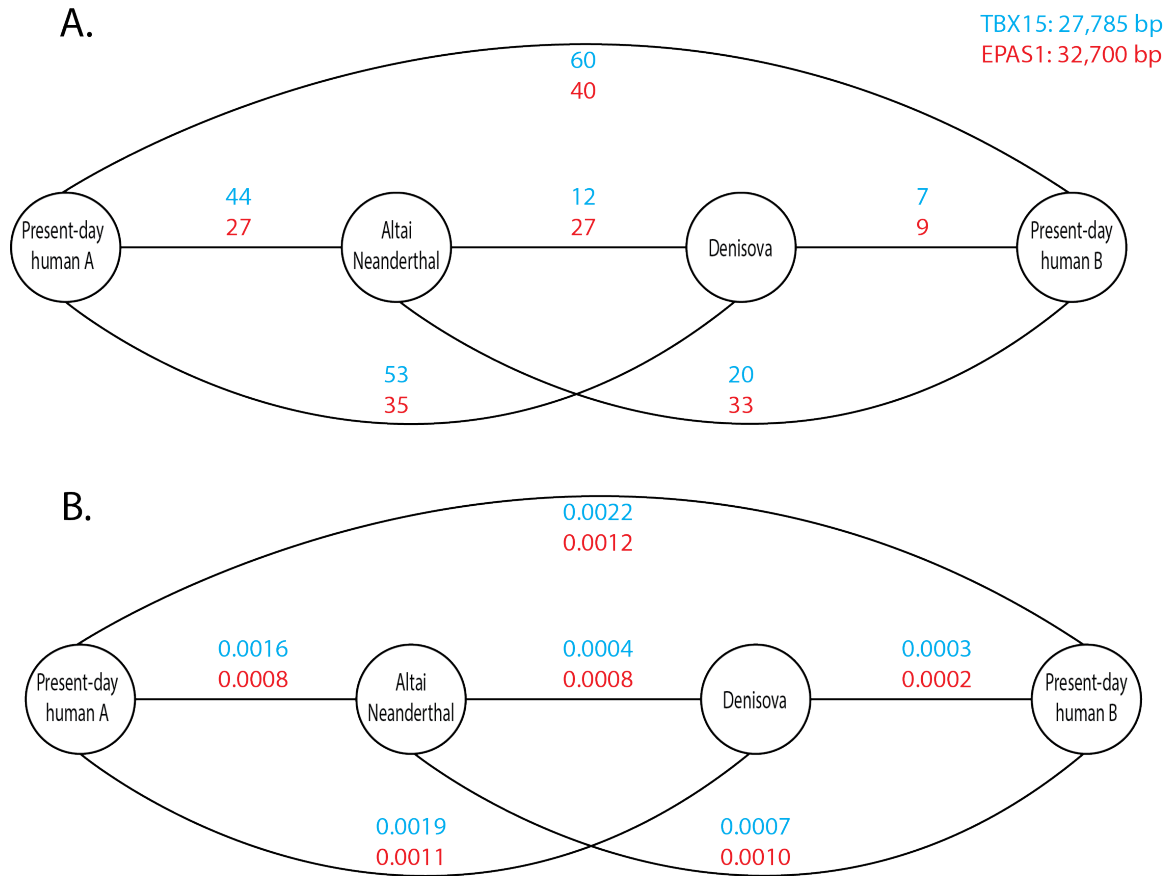 A.
TBX15: 27,785 bp
EPAS1: 32,700 bp
60
40
44
27
12
27
7
9
Present-day
human A
Altai
Neanderthal
Denisova
Present-day
human B
53
35
20
33
B.
0.0022
0.0012
0.0016
0.0008
0.0004
0.0008
0.0003
0.0002
Present-day
human A
Altai
Neanderthal
Denisova
Present-day
human B
0.0019
0.0011
0.0007
0.0010